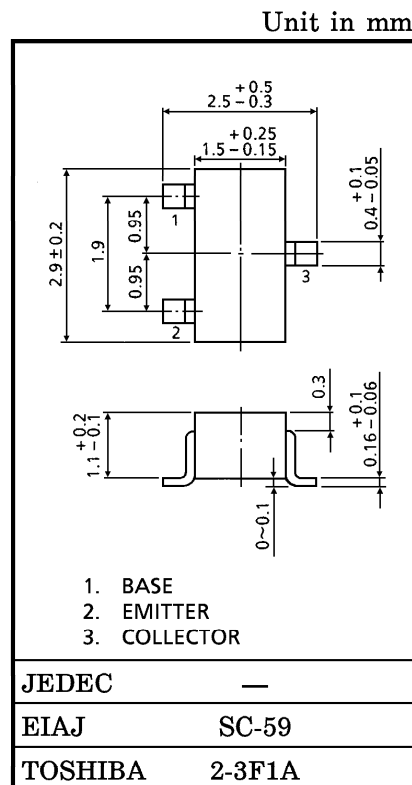 Unit in mm
+0.5
2.5 – 0.3
+0.25
1.5 – 0.15
2.9 ± 0.2
1.9
0.95
0.95
1
2
3
+0.1
0.4 – 0.05
+0.2
1.1 – 0.1
0.3
+0.1
0.16 – 0.06
0~0.1
1. BASE
2. EMITTER
3. COLLECTOR
JEDEC —
EIAJ SC-59
TOSHIBA 2-3F1A